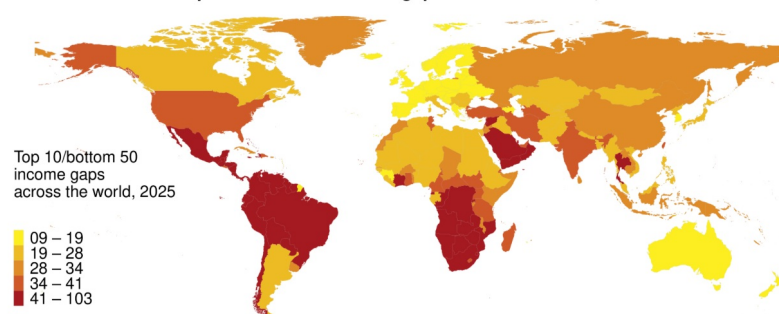 Top 10/bottom 50
income gaps
across the world, 2025
09 – 19
19 – 28
28 – 34
34 – 41
41 – 103